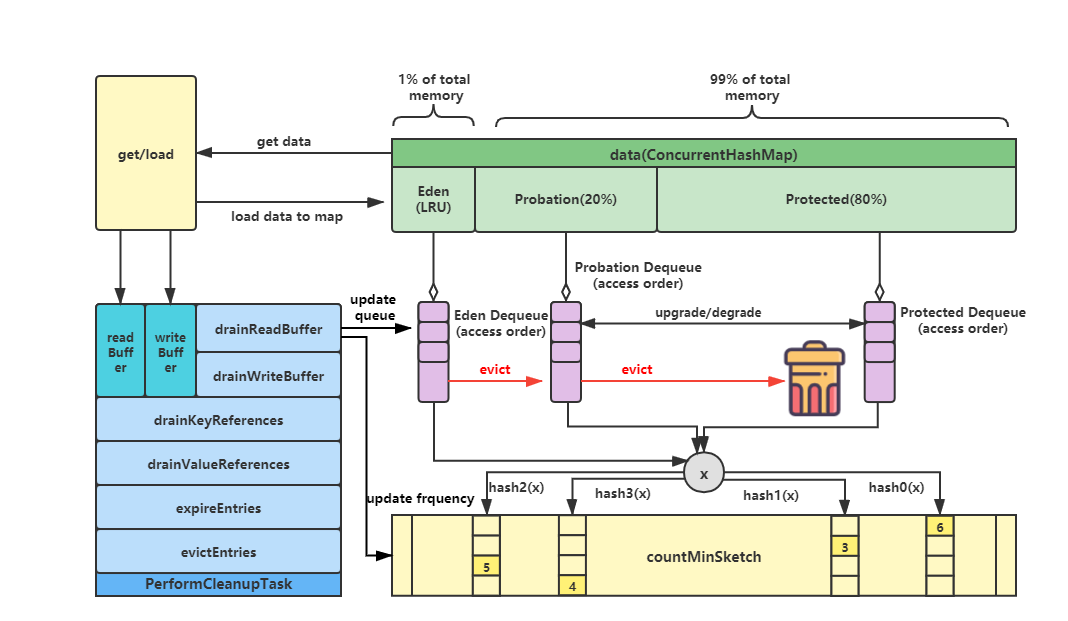 1% of total
memory
99% of total
memory
get/load
get data
load data to map
data(ConcurrentHashMap)
Eden
(LRU)
Probation(20%)
Protected(80%)
Probation Dequeue
(access order)
Eden Dequeue
(access order)
Protected Dequeue
(access order)
update
queue
upgrade/degrade
evict
evict
read
Buff
er
write
Buff
er
drainReadBuffer
drainWriteBuffer
drainKeyReferences
drainValueReferences
expireEntries
evictEntries
PerformCleanupTask
update frquency
x
hash2(x)
hash3(x)
hash1(x)
hash0(x)
countMinSketch
5
4
3
6